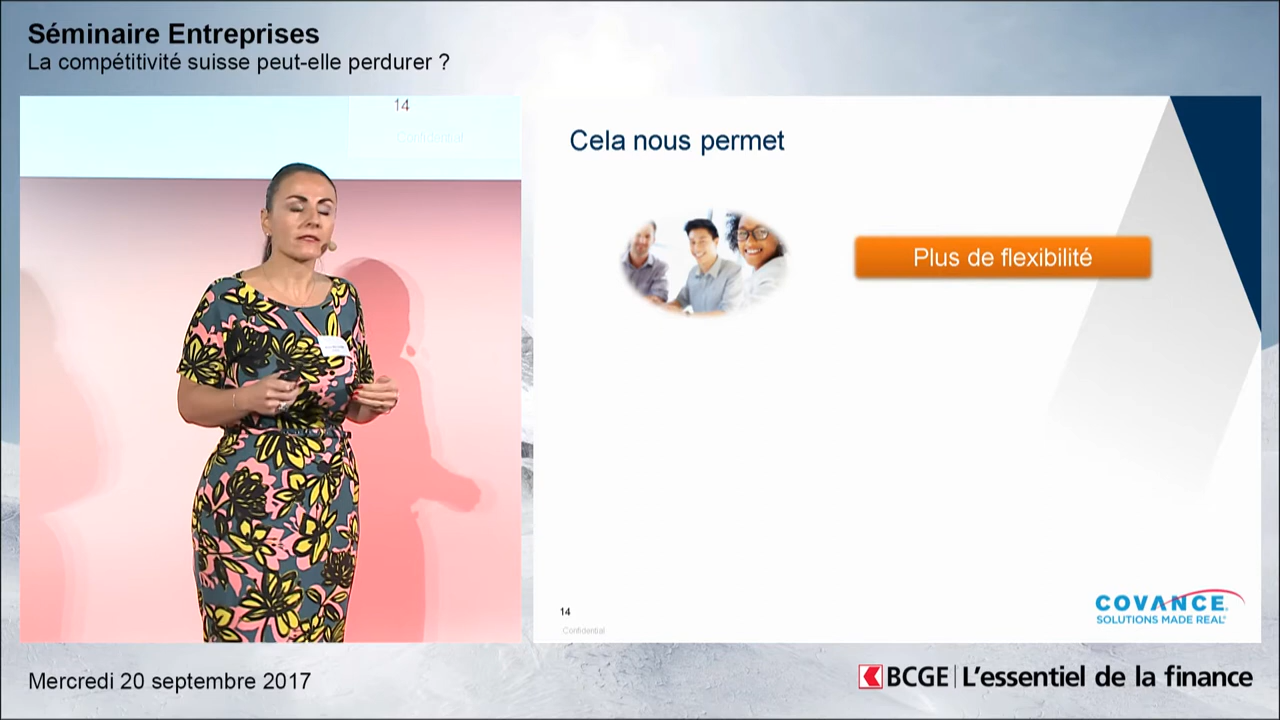 Séminaire Entreprises
La compétitivité suisse peut-elle perdurer ?
14
Confidential
Cela nous permet
Plus de flexibilité
14
Confidential
COVANCE
SOLUTIONS MADE REAL®
Mercredi 20 septembre 2017
BCGE | L'essentiel de la finance